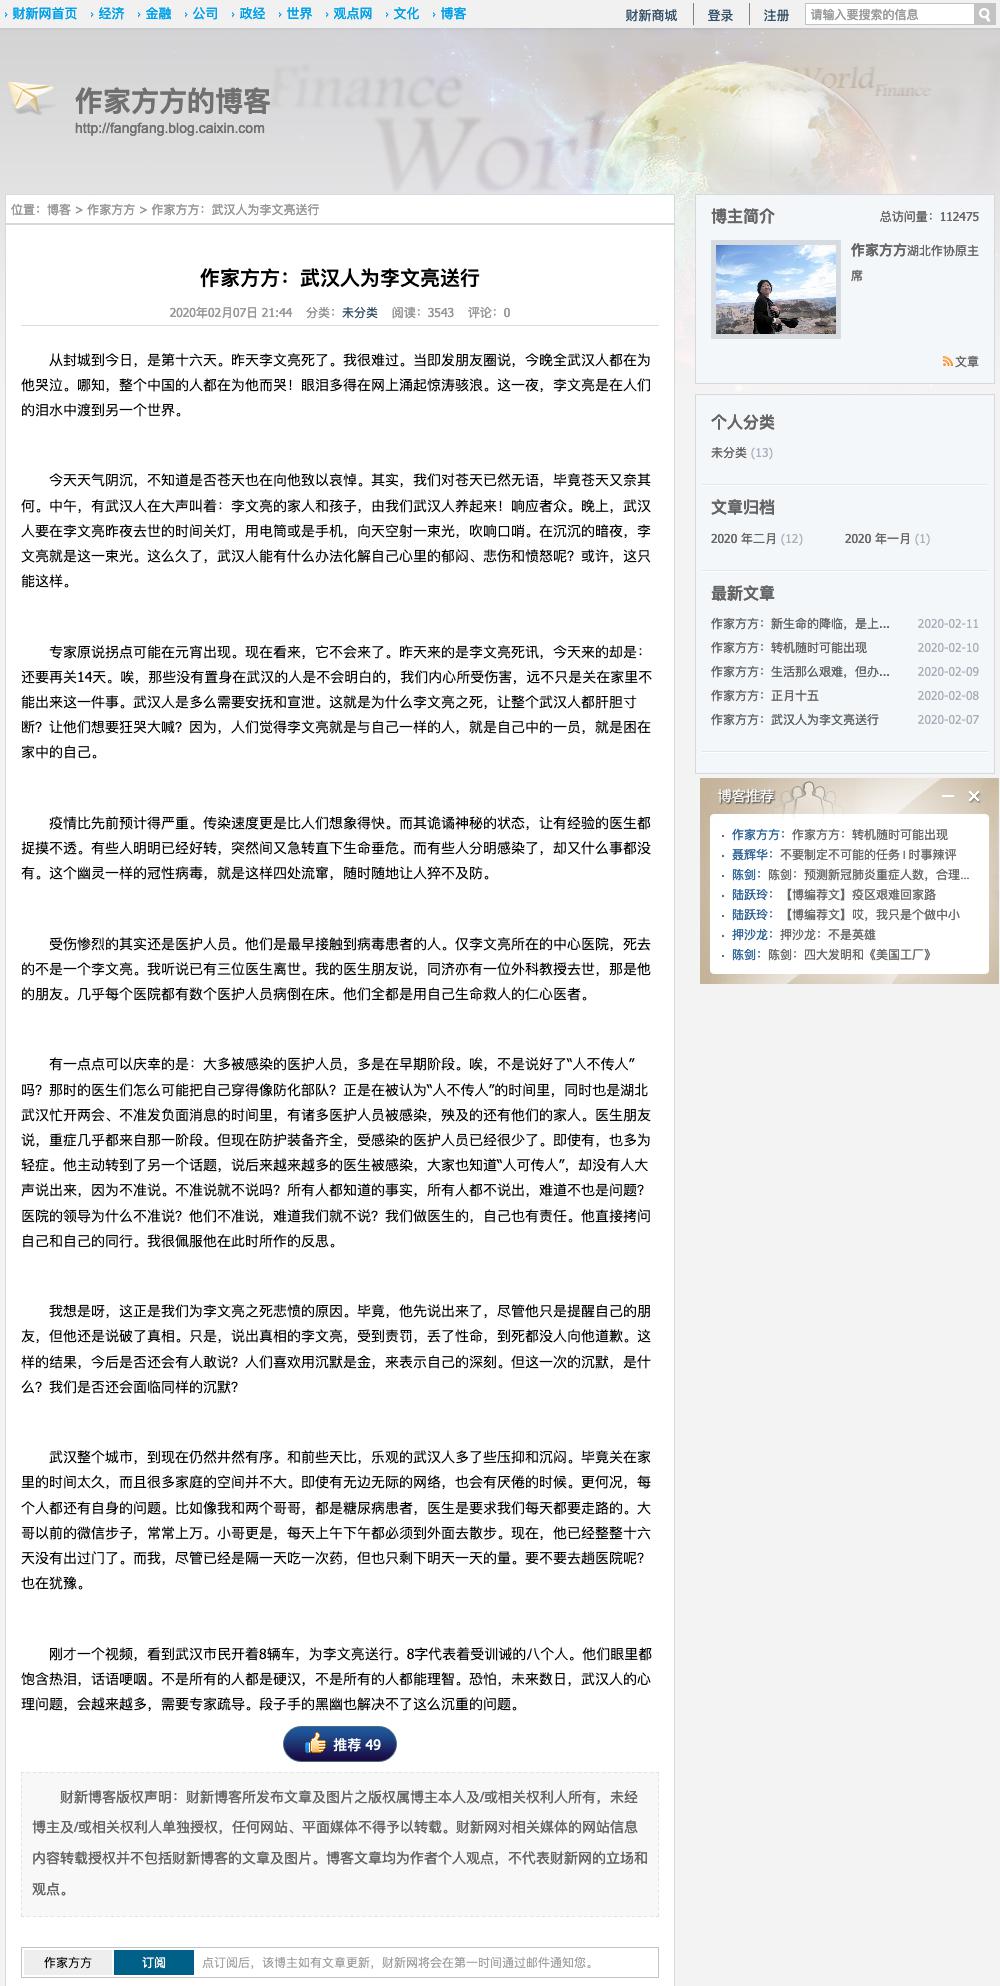 › 财新网首页 › 经济 › 金融 › 公司 › 政经 › 世界 › 观点网 › 文化 › 博客
财新商城 登录 注册 请输入要搜索的信息
Finance
World
World
Finance
作家方方的博客
http://fangfang.blog.caixin.com
位置：博客 > 作家方方 > 作家方方：武汉人为李文亮送行
作家方方：武汉人为李文亮送行
2020年02月07日 21:44 分类：未分类 阅读：3543 评论：0
从封城到今日，是第十六天。昨天李文亮死了。我很难过。当即发朋友圈说，今晚全武汉人都在为
他哭泣。哪知，整个中国的人都在为他而哭！眼泪多得在网上涌起惊涛骇浪。这一夜，李文亮是在人们
的泪水中渡到另一个世界。
今天天气阴沉，不知道是否苍天也在向他致以哀悼。其实，我们对苍天已然无语，毕竟苍天又奈其
何。中午，有武汉人在大声叫着：李文亮的家人和孩子，由我们武汉人养起来！响应者众。晚上，武汉
人要在李文亮昨夜去世的时间关灯，用电筒或是手机，向天空射一束光，吹响口哨。在沉沉的暗夜，李
文亮就是这一束光。这么久了，武汉人能有什么办法化解自己心里的郁闷、悲伤和愤怒呢？或许，这只
能这样。
专家原说拐点可能在元宵出现。现在看来，它不会来了。昨天来的是李文亮死讯，今天来的却是：
还要再关14天。唉，那些没有置身在武汉的人是不会明白的，我们内心所受伤害，远不只是关在家里不
能出来这一件事。武汉人是多么需要安抚和宣泄。这就是为什么李文亮之死，让整个武汉人都肝胆寸
断？让他们想要狂哭大喊？因为，人们觉得李文亮就是与自己一样的人，就是自己中的一员，就是困在
家中的自己。
疫情比先前预计得严重。传染速度更是比人们想象得快。而其诡谲神秘的状态，让有经验的医生都
捉摸不透。有些人明明已经好转，突然间又急转直下生命垂危。而有些人分明感染了，却又什么事都没
有。这个幽灵一样的冠性病毒，就是这样四处流窜，随时随地让人猝不及防。
受伤惨烈的其实还是医护人员。他们是最早接触到病毒患者的人。仅李文亮所在的中心医院，死去
的不是一个李文亮。我听说已有三位医生离世。我的医生朋友说，同济亦有一位外科教授去世，那是他
的朋友。几乎每个医院都有数个医护人员病倒在床。他们全都是用自己生命救人的仁心医者。
有一点点可以庆幸的是：大多被感染的医护人员，多是在早期阶段。唉，不是说好了“人不传人”
吗？那时的医生们怎么可能把自己穿得像防化部队？正是在被认为“人不传人”的时间里，同时也是湖北
武汉忙开两会、不准发负面消息的时间里，有诸多医护人员被感染，殃及的还有他们的家人。医生朋友
说，重症几乎都来自那一阶段。但现在防护装备齐全，受感染的医护人员已经很少了。即使有，也多为
轻症。他主动转到了另一个话题，说后来越来越多的医生被感染，大家也知道“人可传人”，却没有人大
声说出来，因为不准说。不准说就不说吗？所有人都知道的事实，所有人都不说出，难道不也是问题？
医院的领导为什么不准说？他们不准说，难道我们就不说？我们做医生的，自己也有责任。他直接拷问
自己和自己的同行。我很佩服他在此时所作的反思。
我想是呀，这正是我们为李文亮之死悲愤的原因。毕竟，他先说出来了，尽管他只是提醒自己的朋
友，但他还是说破了真相。只是，说出真相的李文亮，受到责罚，丢了性命，到死都没人向他道歉。这
样的结果，今后是否还会有人敢说？人们喜欢用沉默是金，来表示自己的深刻。但这一次的沉默，是什
么？我们是否还会面临同样的沉默？
武汉整个城市，到现在仍然井然有序。和前些天比，乐观的武汉人多了些压抑和沉闷。毕竟关在家
里的时间太久，而且很多家庭的空间并不大。即使有无边无际的网络，也会有厌倦的时候。更何况，每
个人都还有自身的问题。比如像我和两个哥哥，都是糖尿病患者，医生是要求我们每天都要走路的。大
哥以前的微信步子，常常上万。小哥更是，每天上午下午都必须到外面去散步。现在，他已经整整十六
天没有出过门了。而我，尽管已经是隔一天吃一次药，但也只剩下明天一天的量。要不要去趟医院呢？
也在犹豫。
刚才一个视频，看到武汉市民开着8辆车，为李文亮送行。8字代表着受训诫的八个人。他们眼里都
饱含热泪，话语哽咽。不是所有的人都是硬汉，不是所有的人都能理智。恐怕，未来数日，武汉人的心
理问题，会越来越多，需要专家疏导。段子手的黑幽也解决不了这么沉重的问题。
推荐 49
财新博客版权声明：财新博客所发布文章及图片之版权属博主本人及/或相关权利人所有，未经
博主及/或相关权利人单独授权，任何网站、平面媒体不得予以转载。财新网对相关媒体的网站信息
内容转载授权并不包括财新博客的文章及图片。博客文章均为作者个人观点，不代表财新网的立场和
观点。
作家方方 订阅 点订阅后，该博主如有文章更新，财新网将会在第一时间通过邮件通知您。
博主简介 总访问量：112475
作家方方湖北作协原主
席
文章
个人分类
未分类 (13)
文章归档
2020 年二月 (12) 2020 年一月 (1)
最新文章
作家方方：新生命的降临，是上... 2020-02-11
作家方方：转机随时可能出现 2020-02-10
作家方方：生活那么艰难，但办... 2020-02-09
作家方方：正月十五 2020-02-08
作家方方：武汉人为李文亮送行 2020-02-07
博客推荐
· 作家方方：作家方方：转机随时可能出现
· 聂辉华：不要制定不可能的任务 I 时事辣评
· 陈剑：陈剑：预测新冠肺炎重症人数，合理...
· 陆跃玲：【博编荐文】疫区艰难回家路
· 陆跃玲：【博编荐文】哎，我只是个做中小
· 押沙龙：押沙龙：不是英雄
· 陈剑：陈剑：四大发明和《美国工厂》